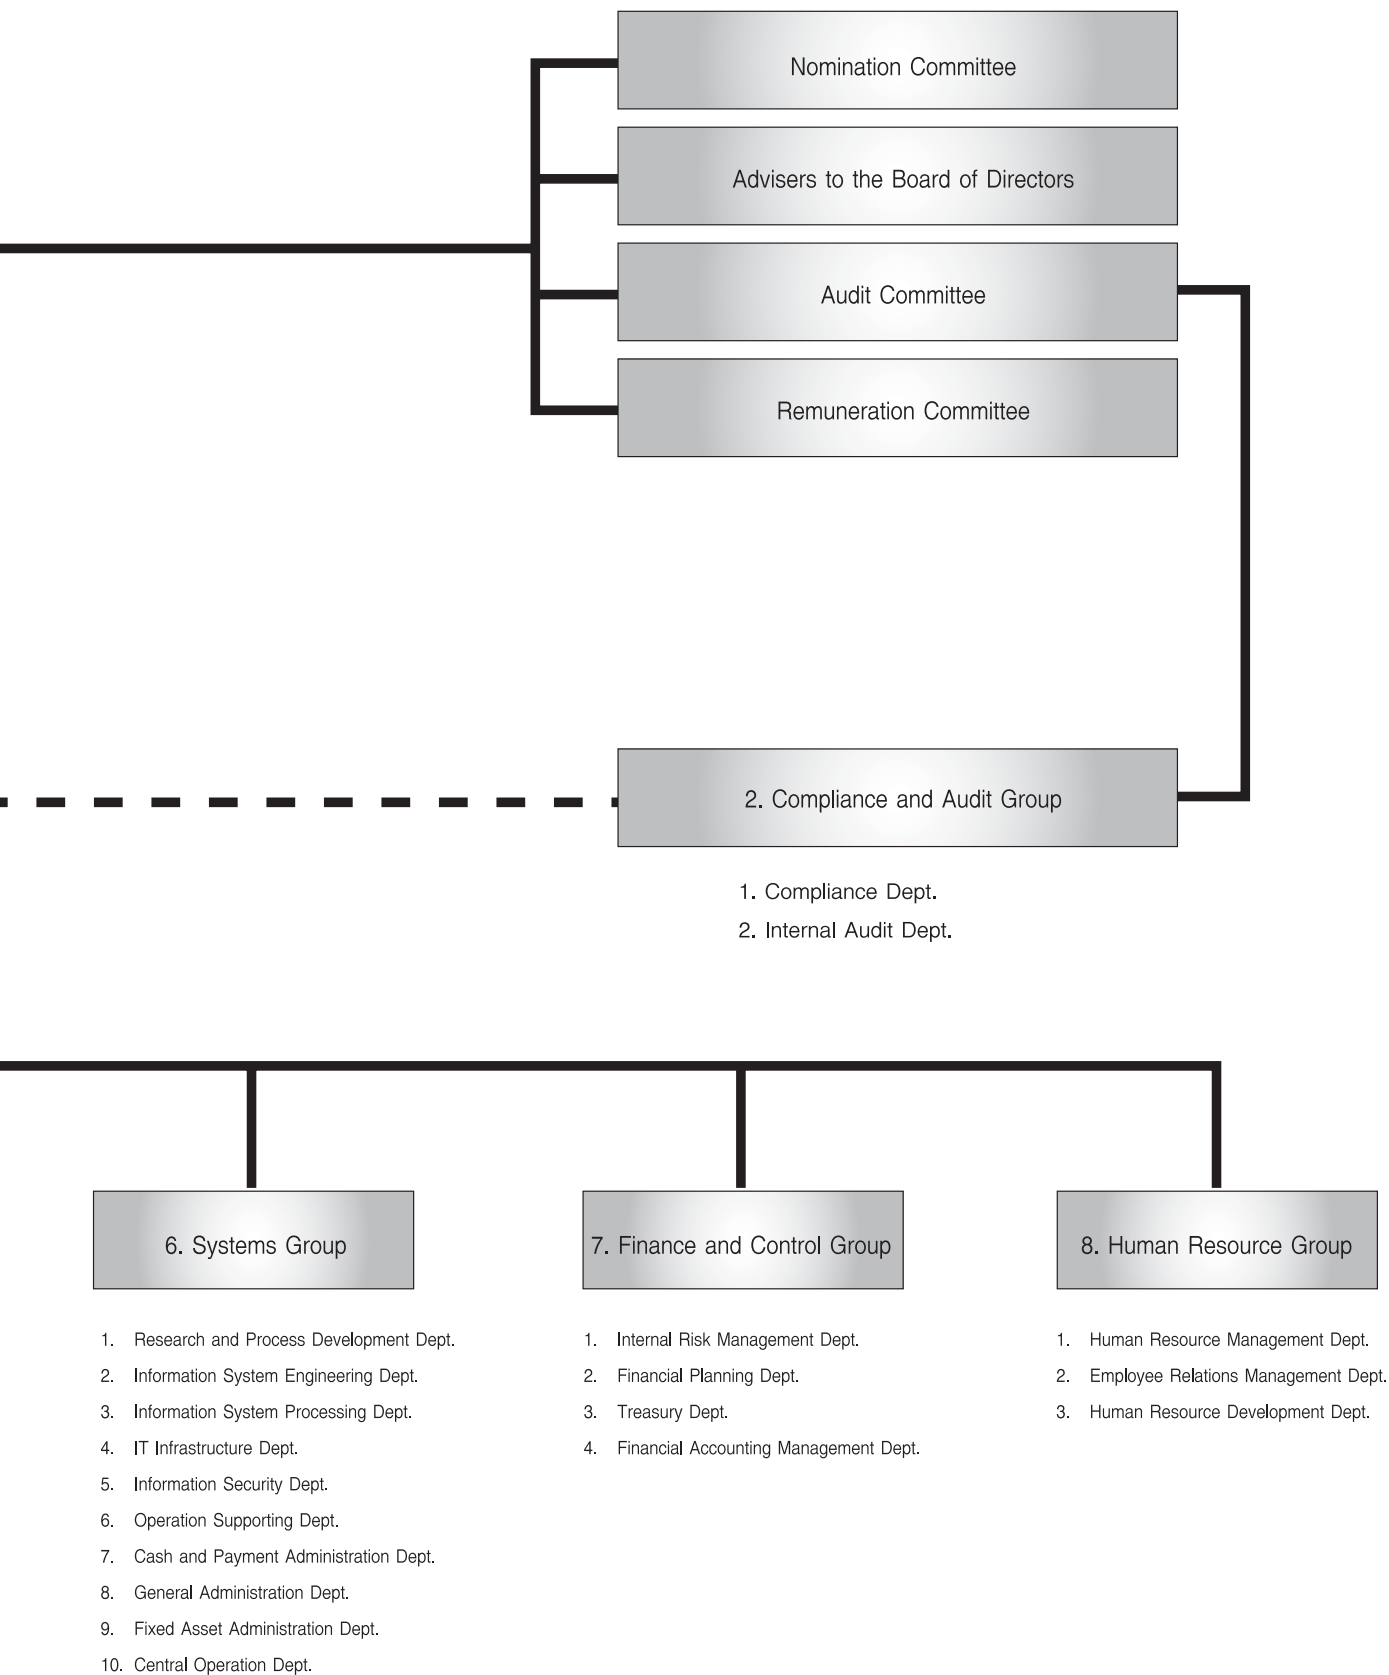 Nomination Committee
Advisers to the Board of Directors
Audit Committee
Remuneration Committee
2. Compliance and Audit Group
1. Compliance Dept.
2. Internal Audit Dept.
6. Systems Group
1. Research and Process Development Dept.
2. Information System Engineering Dept.
3. Information System Processing Dept.
4. IT Infrastructure Dept.
5. Information Security Dept.
6. Operation Supporting Dept.
7. Cash and Payment Administration Dept.
8. General Administration Dept.
9. Fixed Asset Administration Dept.
10. Central Operation Dept.
7. Finance and Control Group
1. Internal Risk Management Dept.
2. Financial Planning Dept.
3. Treasury Dept.
4. Financial Accounting Management Dept.
8. Human Resource Group
1. Human Resource Management Dept.
2. Employee Relations Management Dept.
3. Human Resource Development Dept.